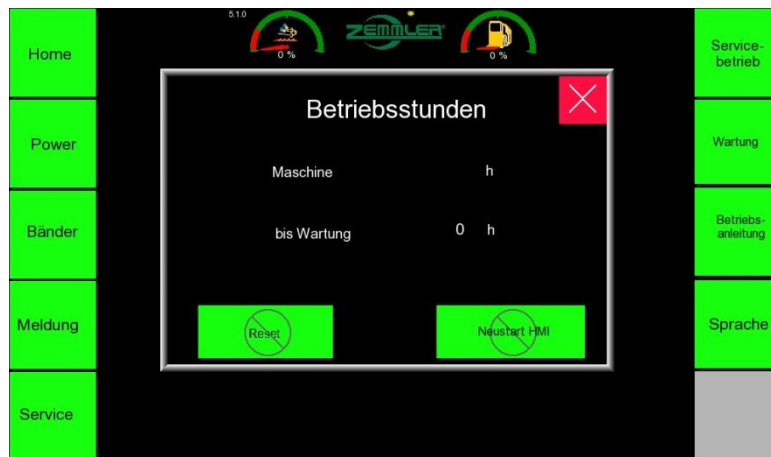 5.1.0
ZEMMLER®
0 %
0 %
Home
Power
Bänder
Meldung
Service
Betriebsstunden
Maschine h
bis Wartung 0 h
Reset
Neustart HMI
Service-
betrieb
Wartung
Betriebs-
anleitung
Sprache